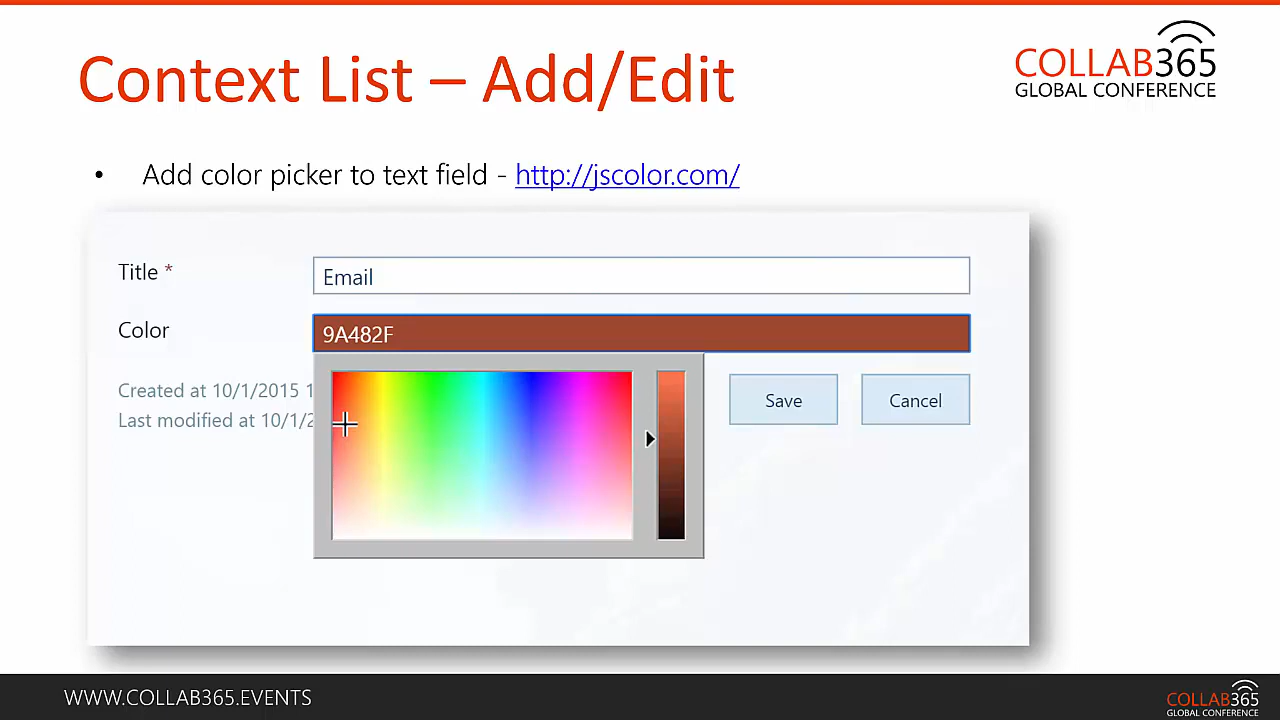 Context List – Add/Edit
COLLAB365
GLOBAL CONFERENCE
• Add color picker to text field - http://jscolor.com/
Title *
Email
Color
9A482F
Created at 10/1/2015 1
Last modified at 10/1/2
Save
Cancel
WWW.COLLAB365.EVENTS
COLLAB365
GLOBAL CONFERENCE